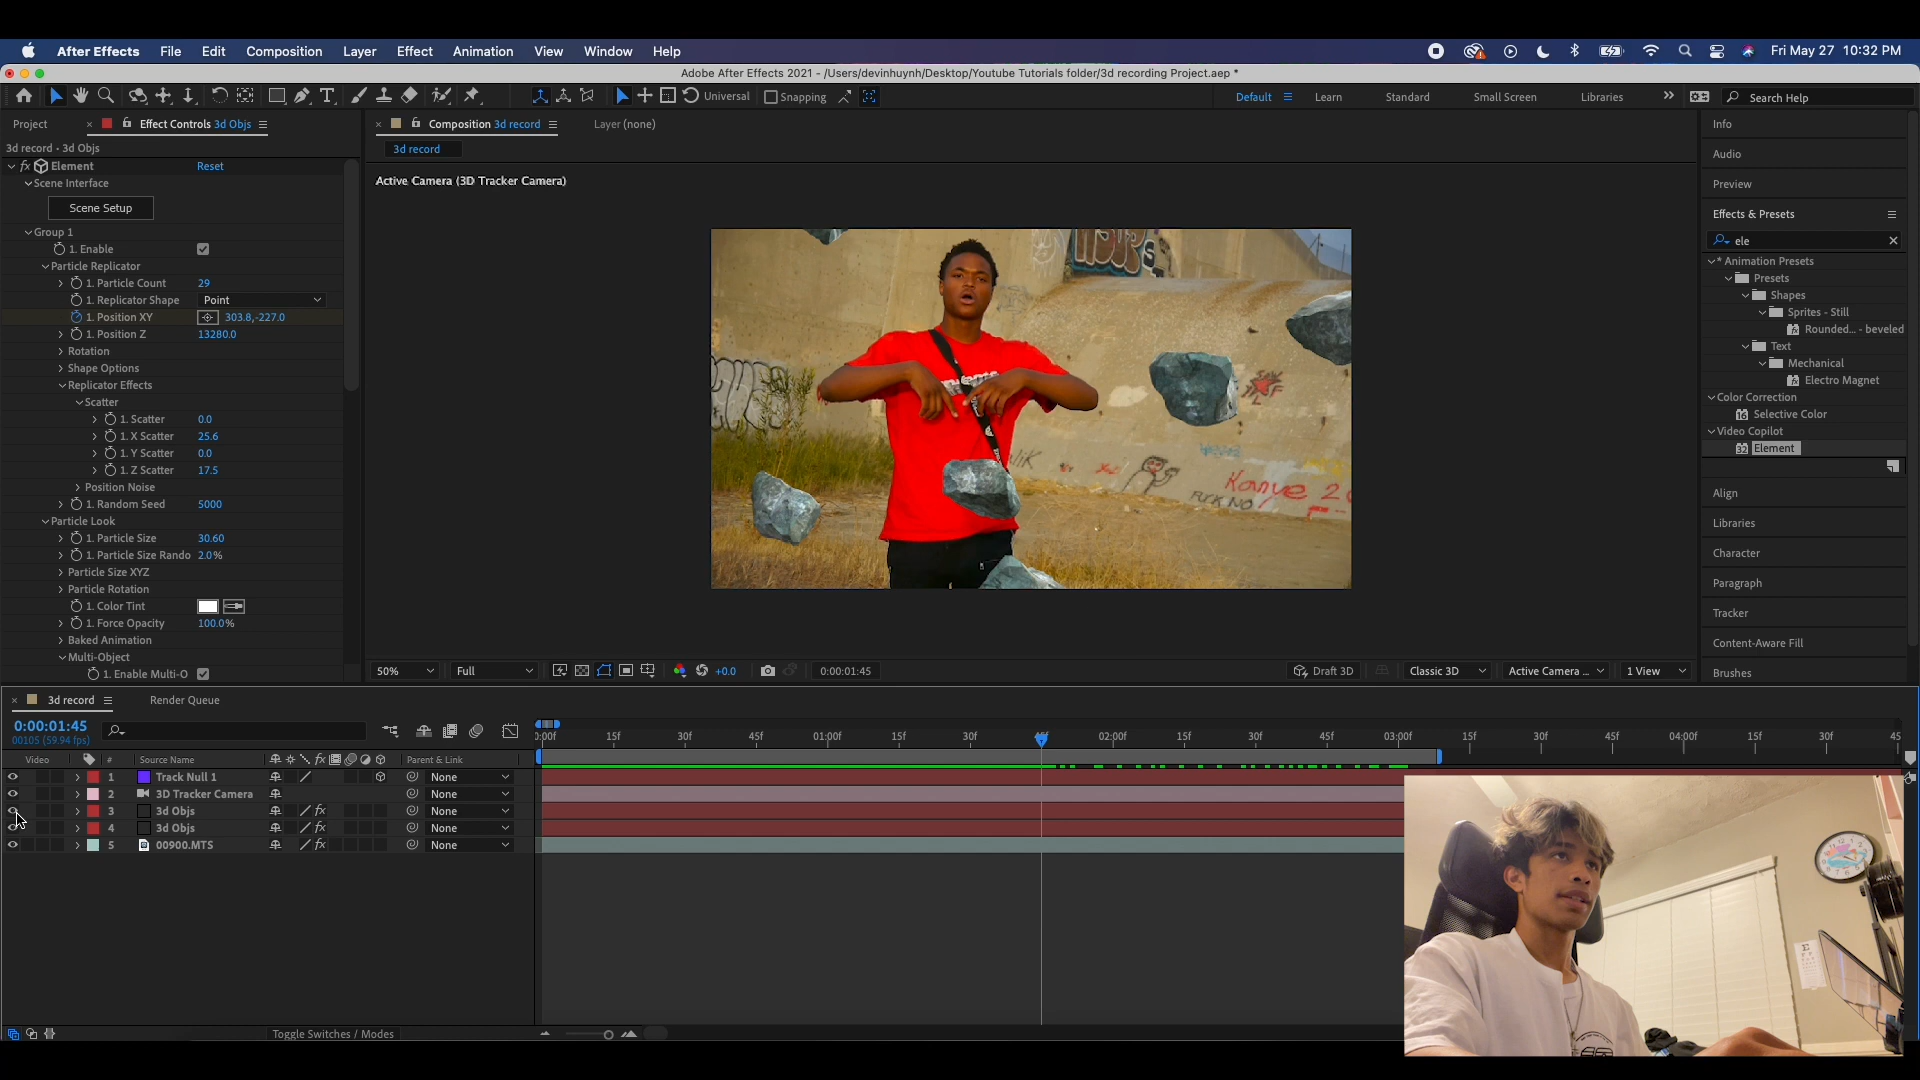 After Effects File Edit Composition Layer Effect Animation View Window Help Fri May 27 10:32 PM
Adobe After Effects 2021 - /Users/devinhuynh/Desktop/Youtube Tutorials folder/3d recording Project.aep *
Universal Snapping Default Learn Standard Small Screen Libraries Search Help
Project Effect Controls 3d Objs
3d record • 3d Objs
fx Element Reset
Scene Interface
Scene Setup
Group 1
1. Enable
Particle Replicator
1. Particle Count 29
1. Replicator Shape Point
1. Position XY 303.8,-227.0
1. Position Z 13280.0
Rotation
Shape Options
Replicator Effects
Scatter
1. Scatter 0.0
1. X Scatter 25.6
1. Y Scatter 0.0
1. Z Scatter 17.5
Position Noise
1. Random Seed 5000
Particle Look
1. Particle Size 30.60
1. Particle Size Rando 2.0%
Particle Size XYZ
Particle Rotation
1. Color Tint
1. Force Opacity 100.0%
Baked Animation
Multi-Object
1. Enable Multi-O
Composition 3d record Layer (none)
3d record
Active Camera (3D Tracker Camera)
Kanye 2
FUCK NO
50% Full +0.0 0:00:01:45 Draft 3D Classic 3D Active Camera ... 1 View
Info
Audio
Preview
Effects & Presets
ele
* Animation Presets
Presets
Shapes
Sprites - Still
Rounded... - beveled
Text
Mechanical
Electro Magnet
Color Correction
16 Selective Color
Video Copilot
32 Element
Align
Libraries
Character
Paragraph
Tracker
Content-Aware Fill
Brushes
3d record Render Queue
0:00:01:45
00105 (59.94 fps)
Video # Source Name fx Parent & Link
:00f 15f 30f 45f 01:00f 15f 30f 45f 02:00f 15f 30f 45f 03:00f 15f 30f 45f 04:00f 15f 30f 45
1 Track Null 1 None
2 3D Tracker Camera None
3 3d Objs fx None
4 3d Objs fx None
5 00900.MTS fx None
Toggle Switches / Modes